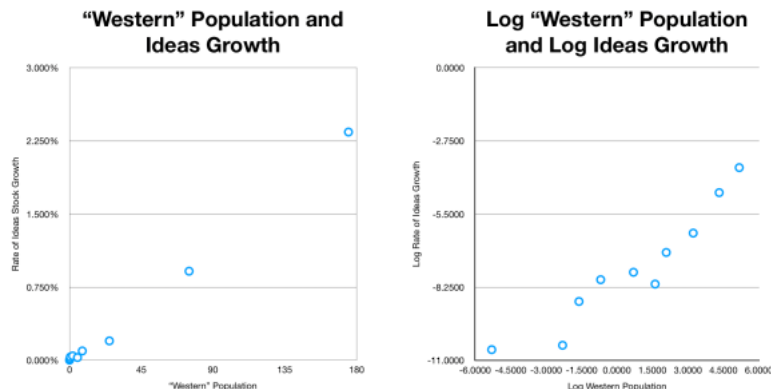 “Western” Population and
Ideas Growth
3.000%
2.250%
1.500%
0.750%
0.000%
Rate of Ideas Stock Growth
0 45 90 135 180
“Western” Population
Log “Western” Population
and Log Ideas Growth
0.0000
-2.7500
-5.5000
-8.2500
-11.0000
Log Rate of Ideas Growth
-6.0000 -4.5000 -3.0000 -1.5000 0.0000 1.5000 3.0000 4.5000 6.0000
Log Western Population